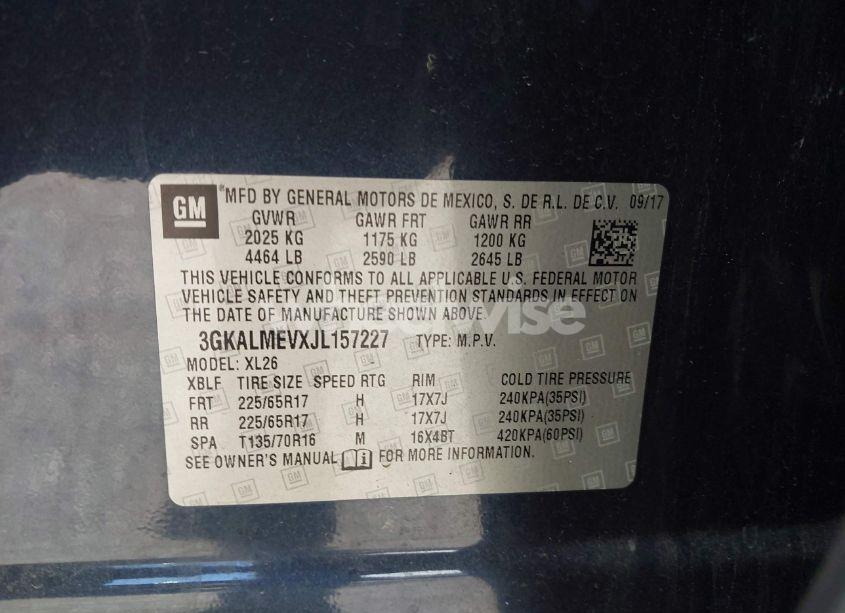 GM ®MFD BY GENERAL MOTORS DE MEXICO, S. DE R.L. DE C.V. 09/17
GVWR GAWR FRT GAWR RR
2025 KG 1175 KG 1200 KG
4464 LB 2590 LB 2645 LB
THIS VEHICLE CONFORMS TO ALL APPLICABLE U.S. FEDERAL MOTOR
VEHICLE SAFETY AND THEFT PREVENTION STANDARDS IN EFFECT ON
THE DATE OF MANUFACTURE SHOWN ABOVE.
3GKALMEVXJL157227 TYPE: M.P.V.
MODEL: XL26
XBLF TIRE SIZE SPEED RTG RIM COLD TIRE PRESSURE
FRT 225/65R17 H 17X7J 240KPA(35PSI)
RR 225/65R17 H 17X7J 240KPA(35PSI)
SPA T135/70R16 M 16X4BT 420KPA(60PSI)
SEE OWNER'S MANUAL FOR MORE INFORMATION.